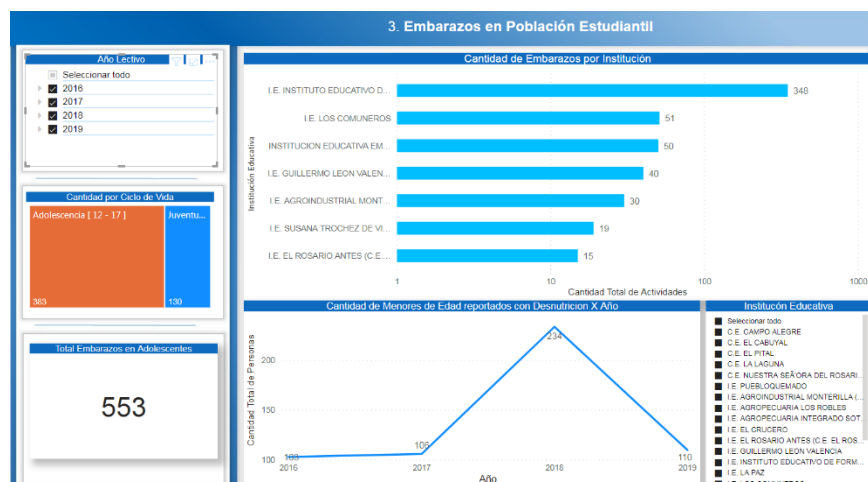 3. Embarazos en Población Estudiantil
Año Lectivo
Seleccionar todo
2016
2017
2018
2019
Cantidad por Ciclo de Vida
Adolescencia [ 12 - 17 ]
Juventu...
383
130
Total Embarazos en Adolescentes
553
Cantidad de Embarazos por Institución
Institución Educativa
I.E. INSTITUTO EDUCATIVO D...
348
I.E. LOS COMUNEROS
51
INSTITUCION EDUCATIVA EM...
50
I.E. GUILLERMO LEON VALEN...
40
I.E. AGROINDUSTRIAL MONT...
30
I.E. SUSANA TROCHEZ DE VI...
19
I.E. EL ROSARIO ANTES (C.E....
15
1
10
100
1000
Cantidad Total de Actividades
Cantidad de Menores de Edad reportados con Desnutricion X Año
Cantidad Total de Personas
200
150
100
103
106
234
110
2016
2017
2018
2019
Año
Institucón Educativa
Seleccionar todo
C.E. CAMPO ALEGRE
C.E. EL CABUYAL
C.E. EL PITAL
C.E. LA LAGUNA
C.E. NUESTRA SEÃ'ORA DEL ROSARI...
I.E. PUEBLOQUEMADO
I.E. AGROINDUSTRIAL MONTERILLA (...
I.E. AGROPECUARIA LOS ROBLES
I.E. AGROPECUARIA INTEGRADO SOT...
I.E. EL CRUCERO
I.E. EL ROSARIO ANTES (C.E. EL ROS...
I.E. GUILLERMO LEON VALENCIA
I.E. INSTITUTO EDUCATIVO DE FORM...
I.E. LA PAZ
I.E. LOS COMUNEROS